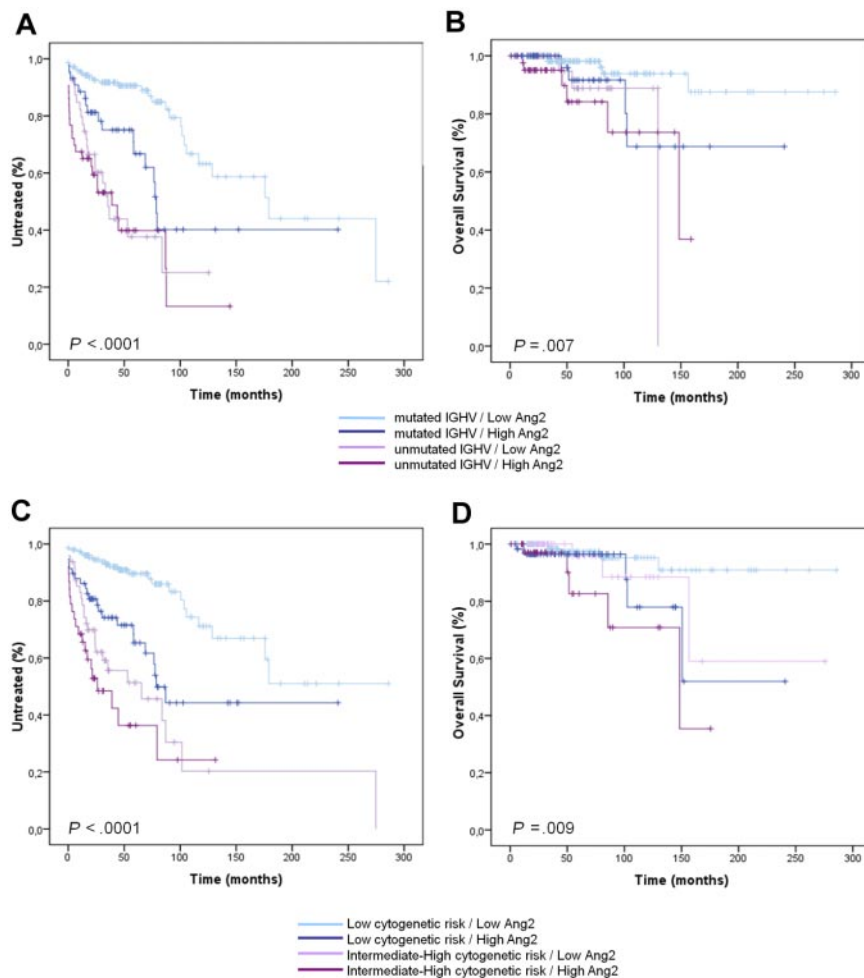 A
1,0
0,8
0,6
0,4
0,2
0,0
Untreated (%)
P <.0001
0 50 100 150 200 250 300
Time (months)
B
1,0
0,8
0,6
0,4
0,2
0,0
Overall Survival (%)
P =.007
0 50 100 150 200 250 300
Time (months)
mutated IGHV / Low Ang2
mutated IGHV / High Ang2
unmutated IGHV / Low Ang2
unmutated IGHV / High Ang2
C
1,0
0,8
0,6
0,4
0,2
0,0
Untreated (%)
P <.0001
0 50 100 150 200 250 300
Time (months)
D
1,0
0,8
0,6
0,4
0,2
0,0
Overall Survival (%)
P =.009
0 50 100 150 200 250 300
Time (months)
Low cytogenetic risk / Low Ang2
Low cytogenetic risk / High Ang2
Intermediate-High cytogenetic risk / Low Ang2
Intermediate-High cytogenetic risk / High Ang2